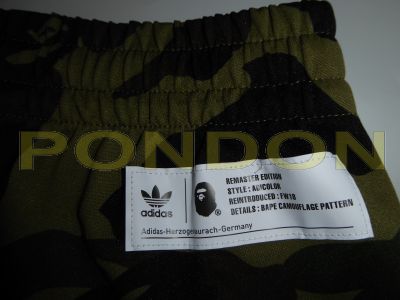 PONDON
REMASTER EDITION
STYLE : ADICOLOR
REINTRODUCED : FW18
DETAILS : BAPE CAMOUFLAGE PATTERN
adidas
Adidas-Herzogenaurach-Germany